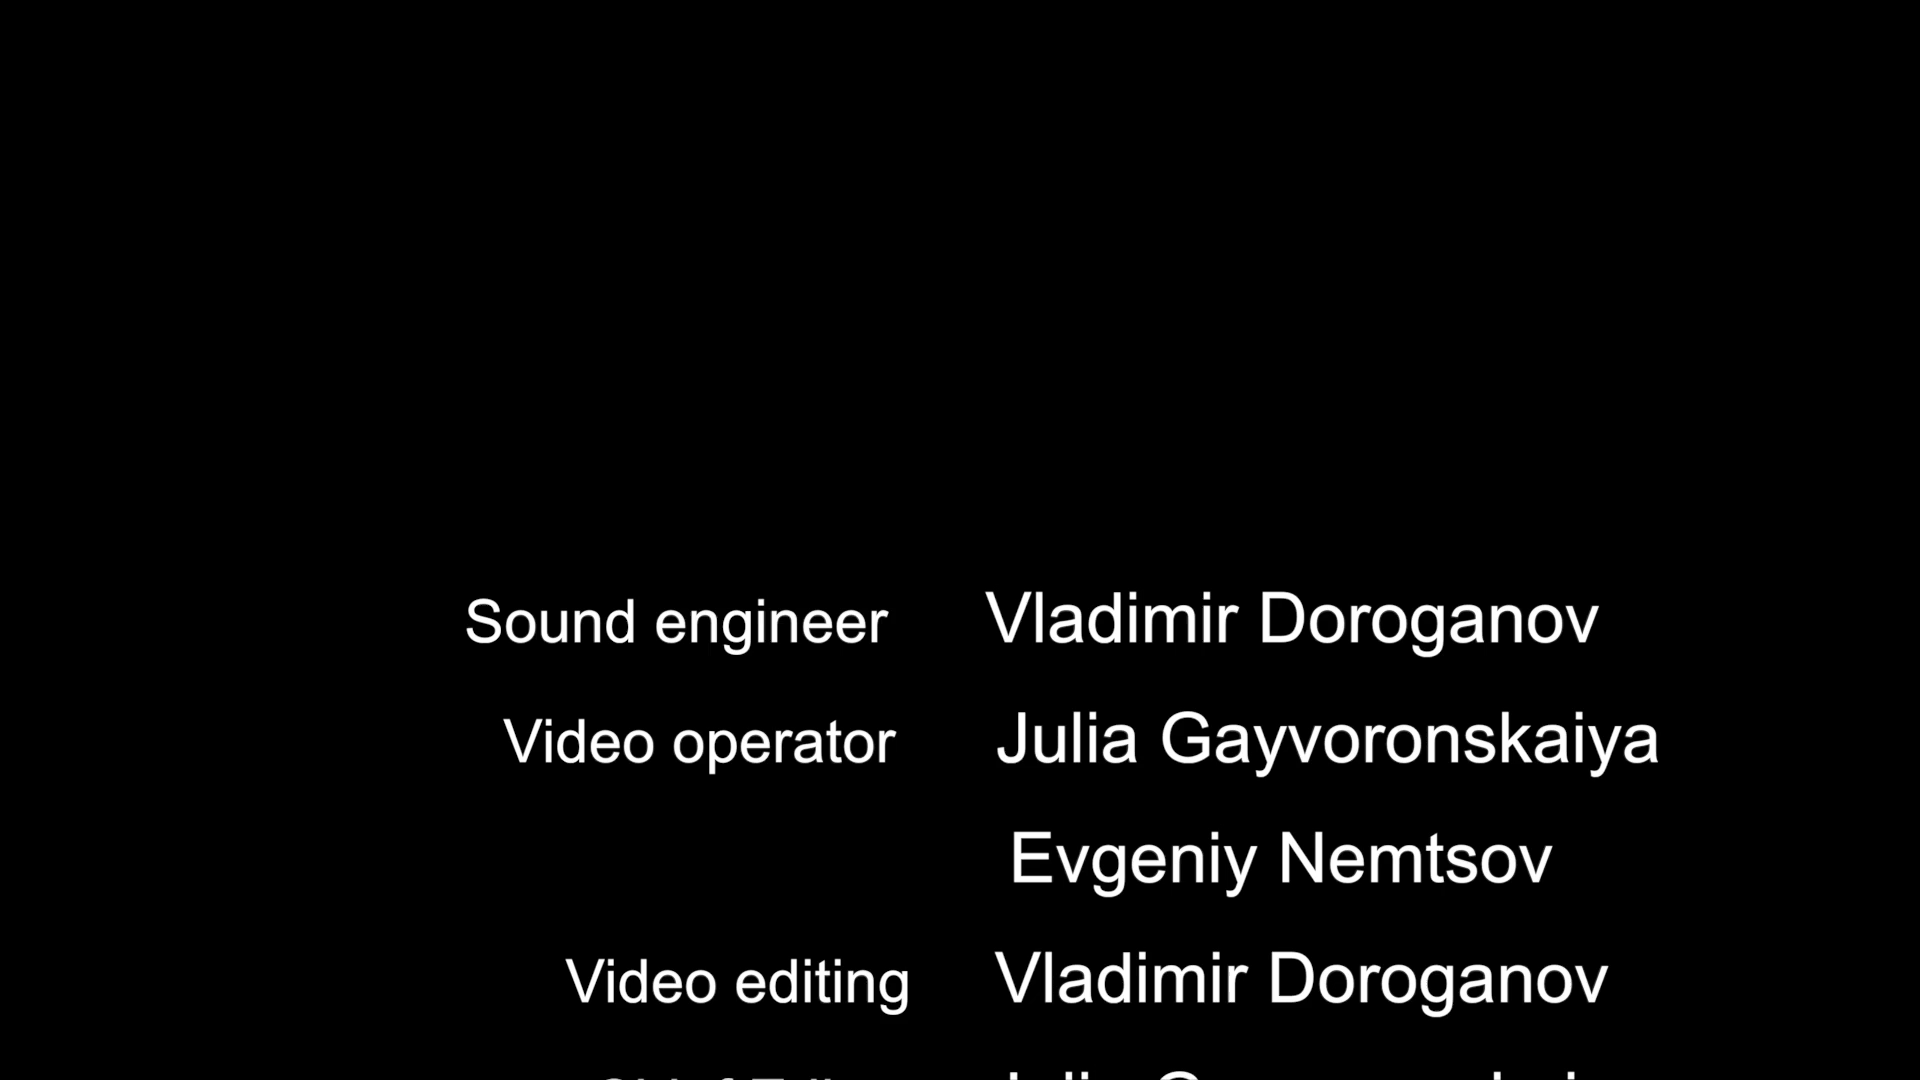 Sound engineer Vladimir Doroganov
Video operator Julia Gayvoronskaiya
Evgeniy Nemtsov
Video editing Vladimir Doroganov